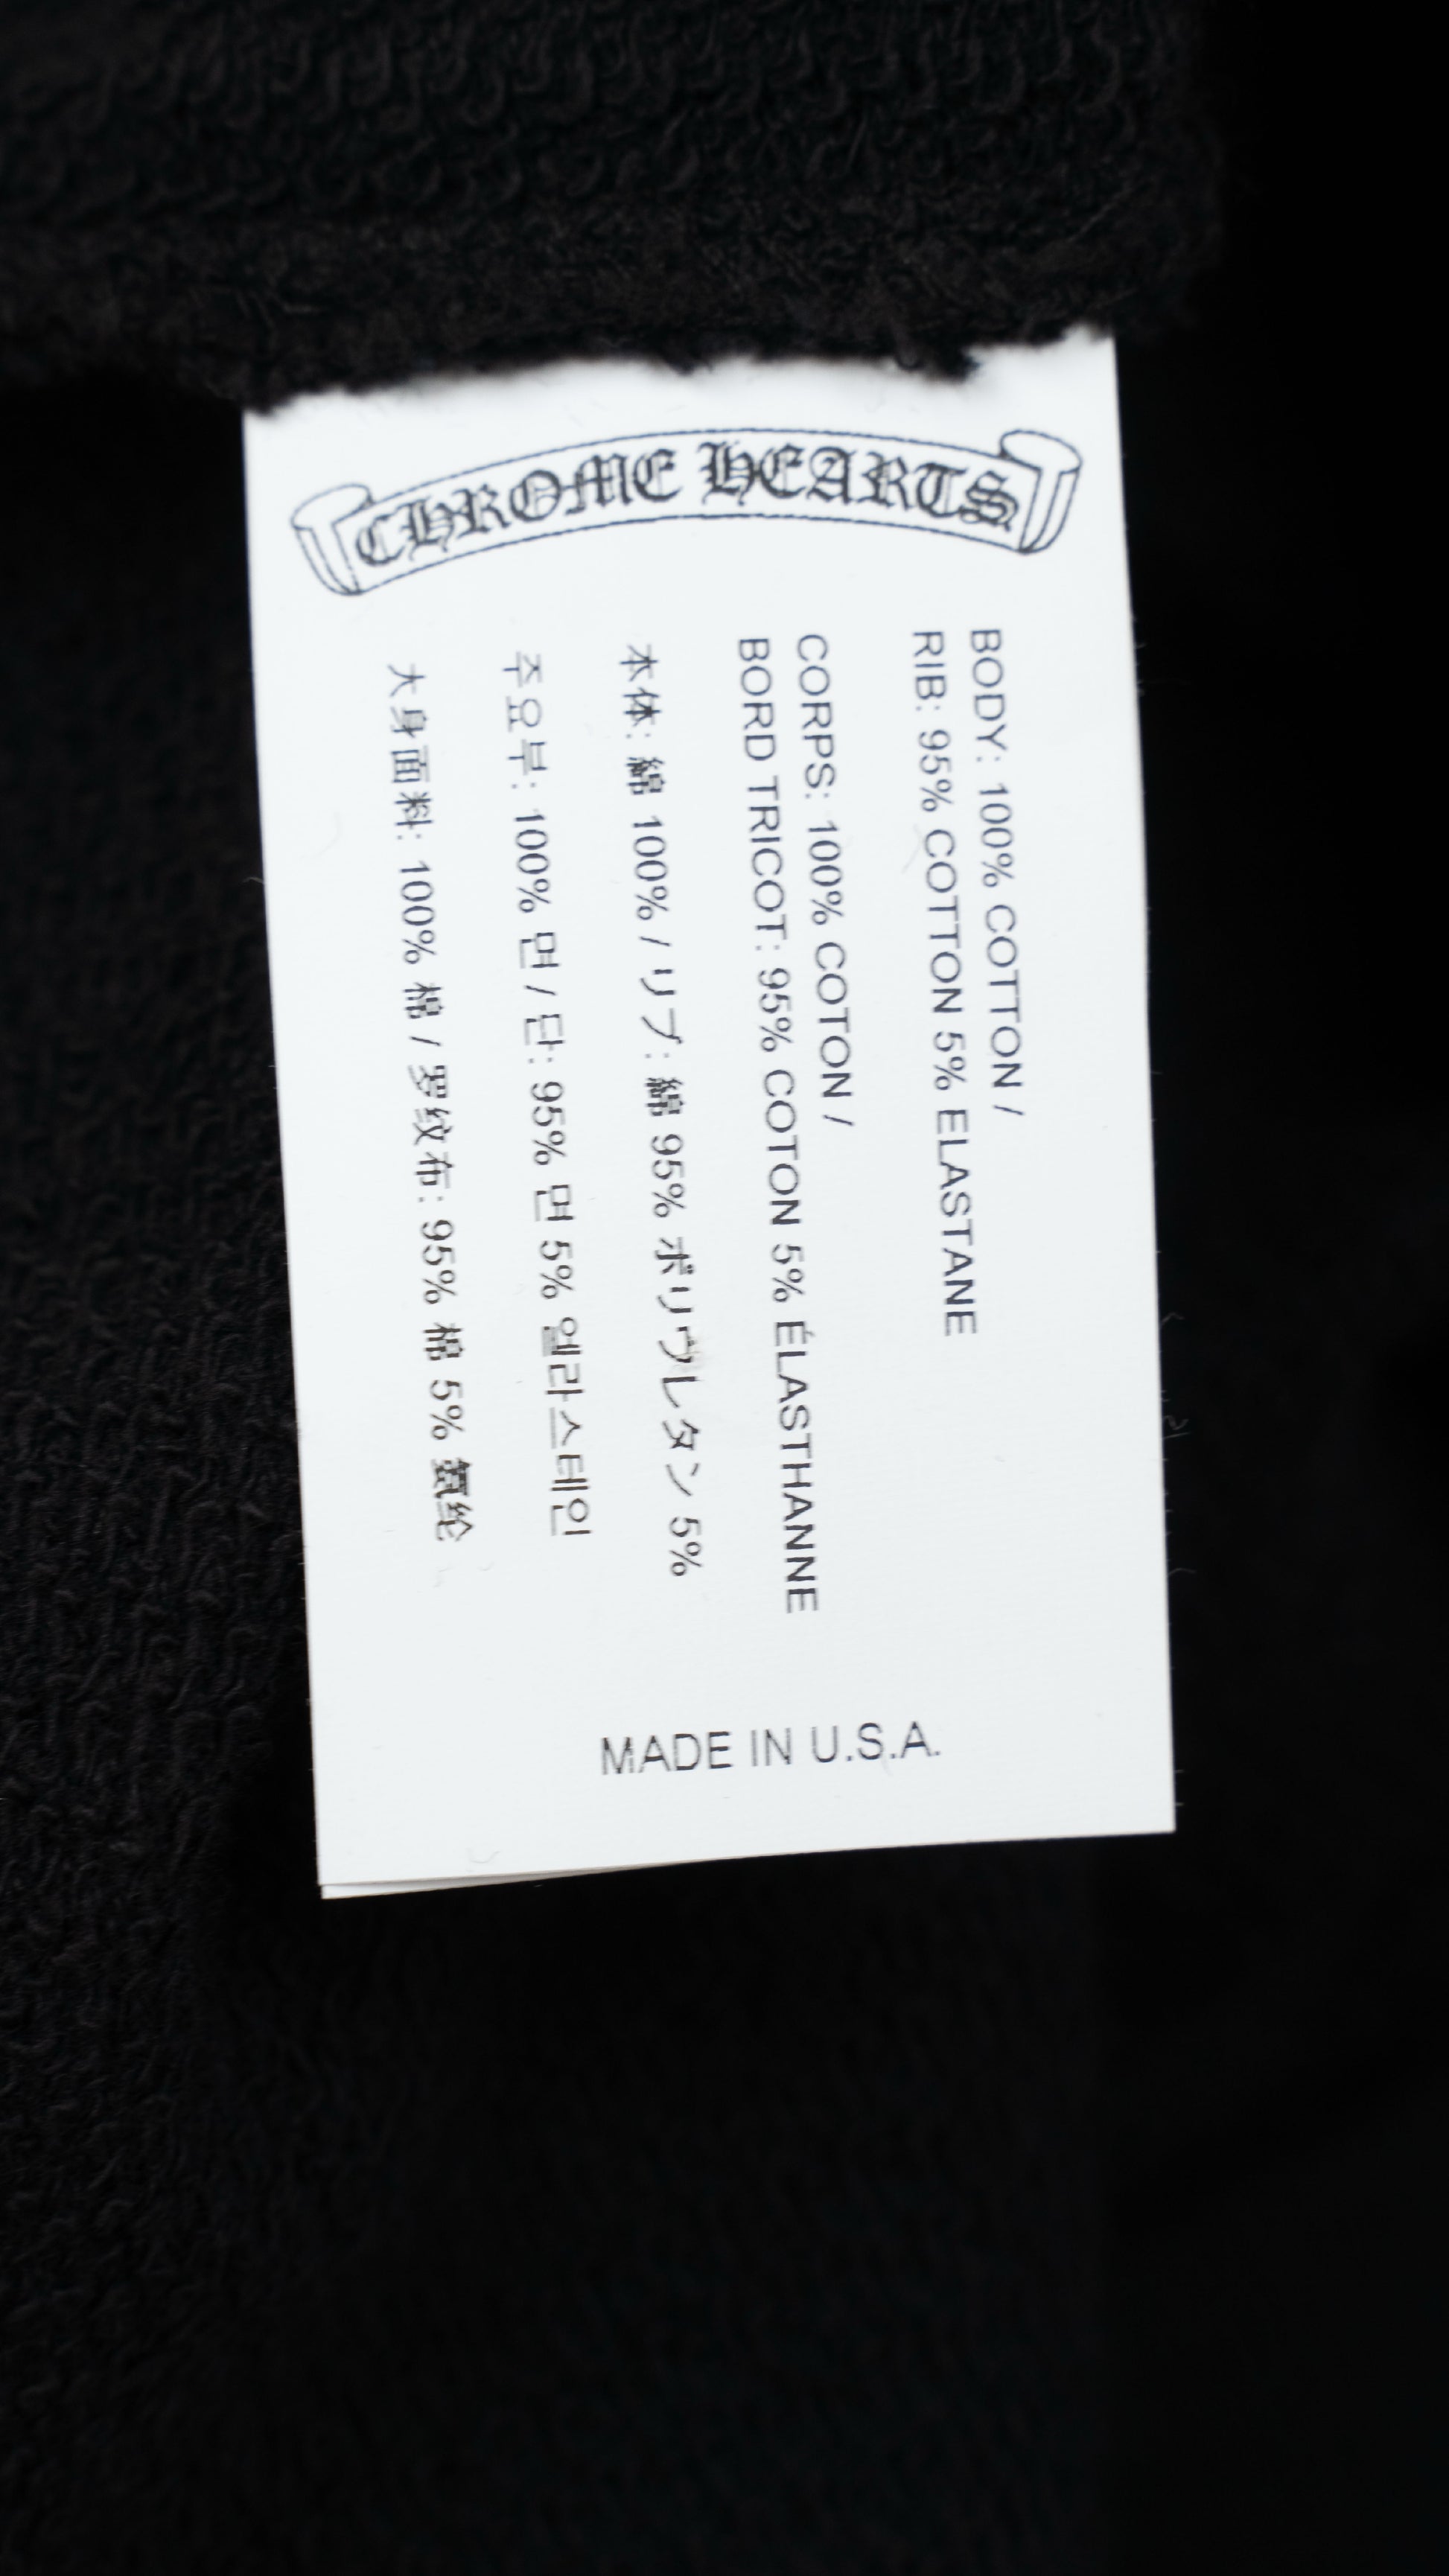 CHROME HEARTS
BODY: 100% COTTON /
RIB: 95% COTTON 5% ELASTANE
CORPS: 100% COTON /
BORD TRICOT: 95% COTON 5% ÉLASTHANNE
本体: 綿 100% / リブ: 綿 95% ポリウレタン 5%
주요부: 100% 면 / 단: 95% 면 5% 엘라스테인
大身面料: 100% 棉 / 罗纹布: 95% 棉 5% 氨纶
MADE IN U.S.A.